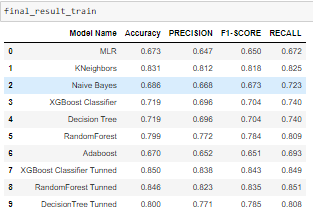 final_result_train
Model Name Accuracy PRECISION F1-SCORE RECALL
0 MLR 0.673 0.647 0.650 0.672
1 KNeighbors 0.831 0.812 0.818 0.825
2 Naive Bayes 0.686 0.668 0.673 0.723
3 XGBoost Classifier 0.719 0.696 0.704 0.740
4 Decision Tree 0.719 0.696 0.704 0.740
5 RandomForest 0.799 0.772 0.784 0.809
6 Adaboost 0.670 0.652 0.651 0.693
7 XGBoost Classifier Tunned 0.850 0.838 0.843 0.849
8 RandomForest Tunned 0.846 0.823 0.835 0.851
9 DecisionTree Tunned 0.800 0.771 0.785 0.808